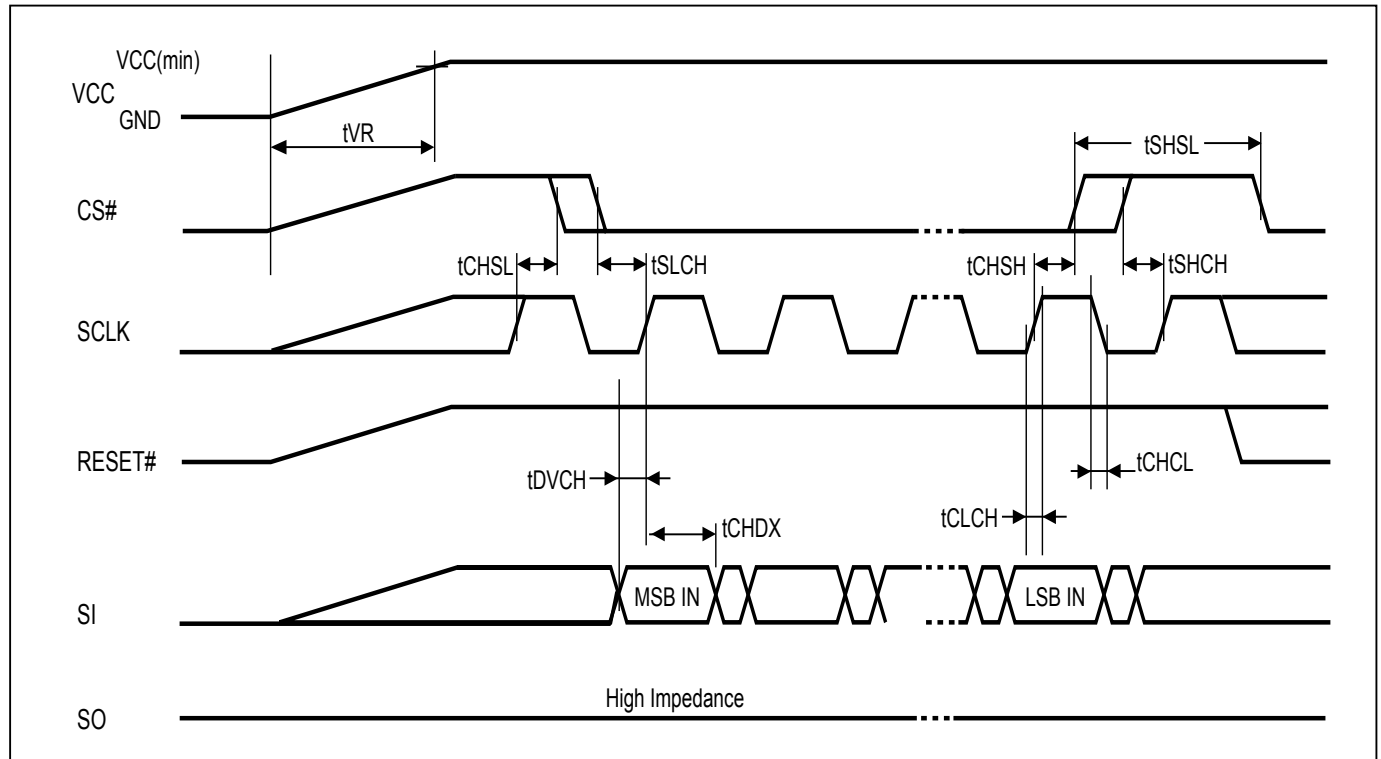 VCC(min)
VCC
GND
tVR
tSHSL
CS#
tCHSL
tSLCH
tCHSH
tSHCH
SCLK
RESET#
tDVCH
tCHCL
tCLCH
tCHDX
SI
MSB IN
LSB IN
High Impedance
SO